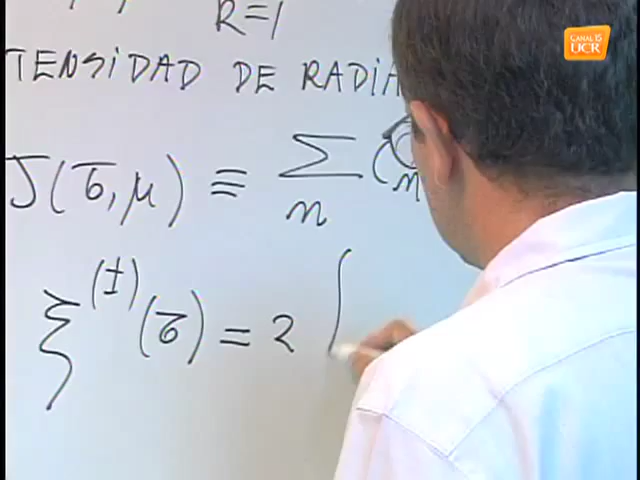 R=1
TENSIDAD DE RADIA
J(τ,μ) ≡ Σ
n
n
ξ^(±) (τ) = 2 ∫
CANAL 15
UCR